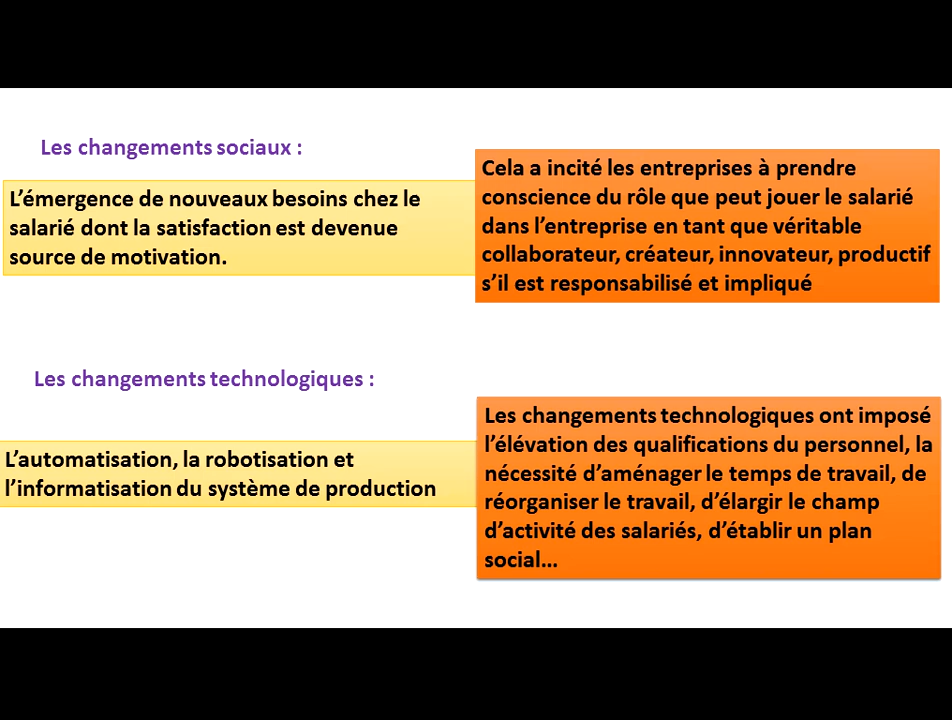 Les changements sociaux :
L’émergence de nouveaux besoins chez le
salarié dont la satisfaction est devenue
source de motivation.
Cela a incité les entreprises à prendre
conscience du rôle que peut jouer le salarié
dans l’entreprise en tant que véritable
collaborateur, créateur, innovateur, productif
s’il est responsabilisé et impliqué
Les changements technologiques :
L’automatisation, la robotisation et
l’informatisation du système de production
Les changements technologiques ont imposé
l’élévation des qualifications du personnel, la
nécessité d’aménager le temps de travail, de
réorganiser le travail, d’élargir le champ
d’activité des salariés, d’établir un plan
social...